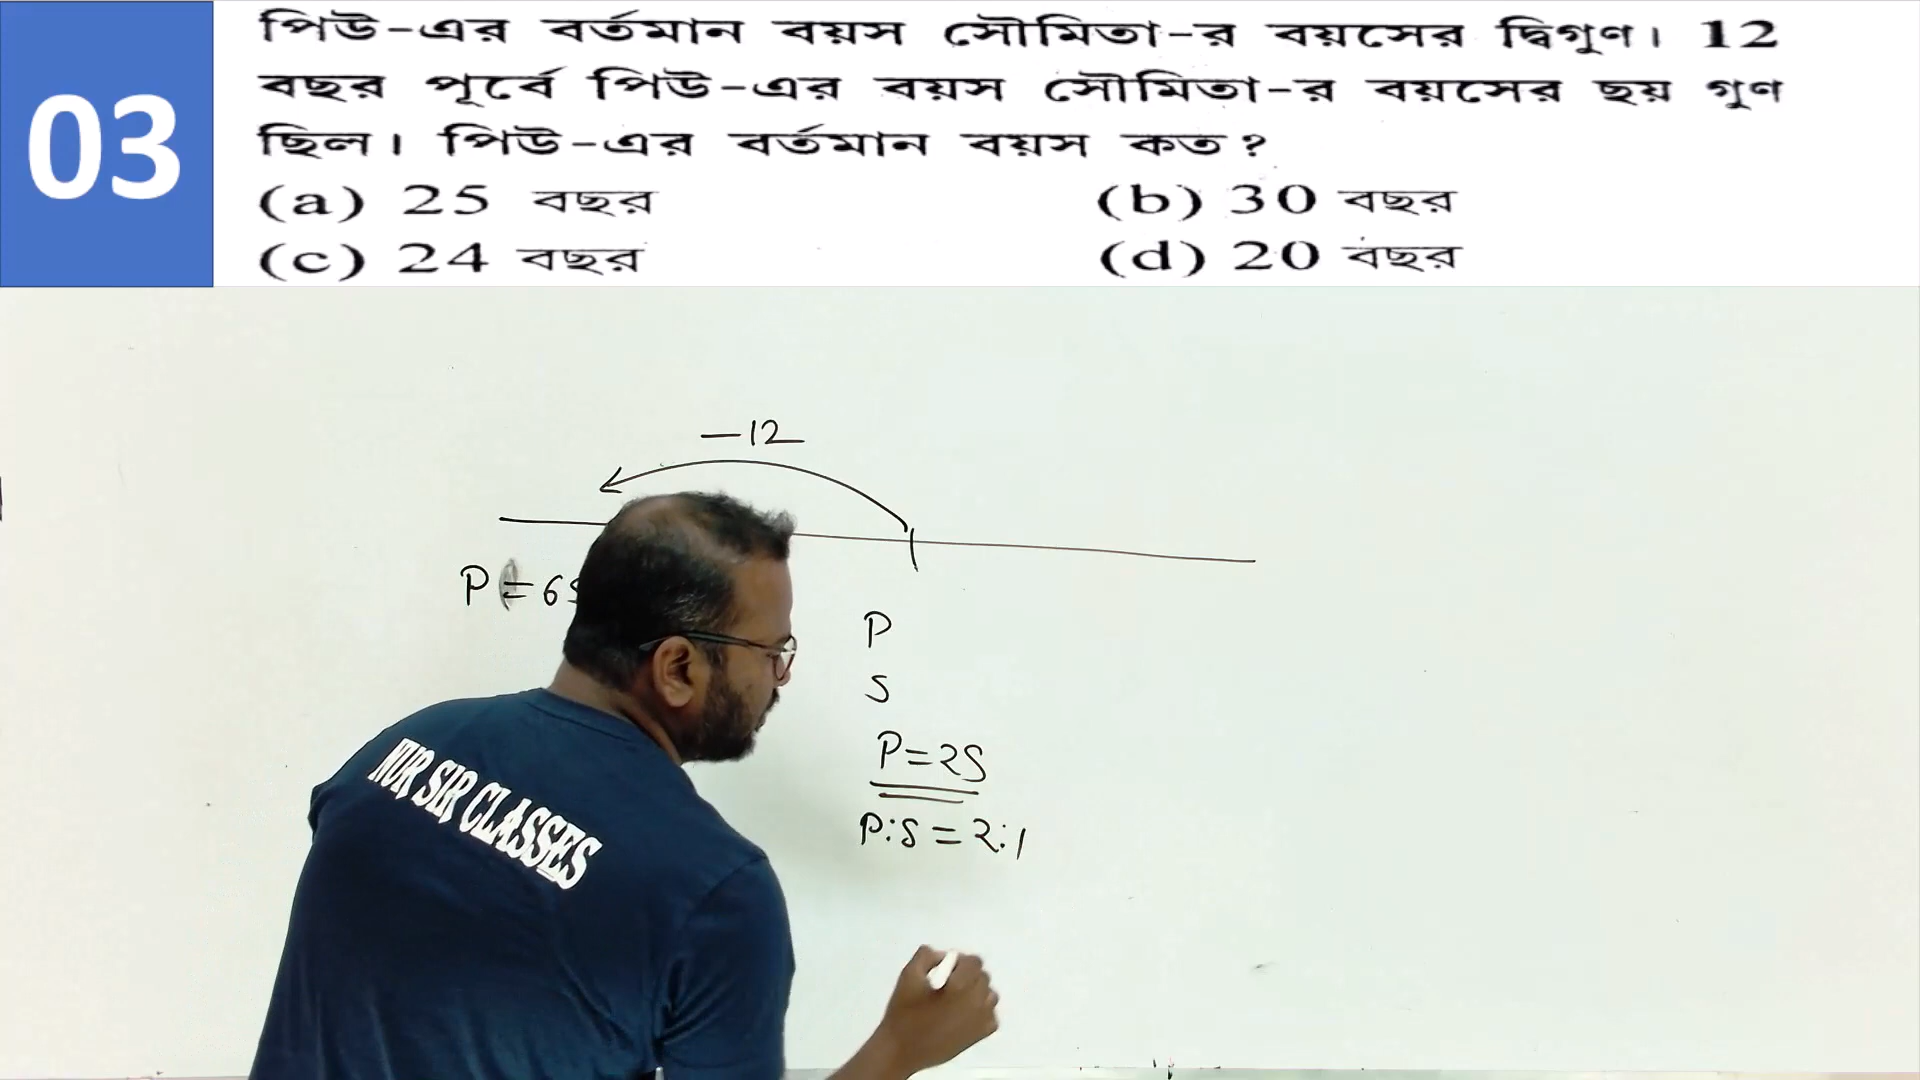 03
পিউ-এর বর্তমান বয়স সৌমিতা-র বয়সের দ্বিগুণ। 12
বছর পূর্বে পিউ-এর বয়স সৌমিতা-র বয়সের ছয় গুণ
ছিল। পিউ-এর বর্তমান বয়স কত?
(a) 25 বছর (b) 30 বছর
(c) 24 বছর (d) 20 বছর
—12
P = 6S
P
S
P=2S
P:S = 2:1
NUR SIR CLASSES